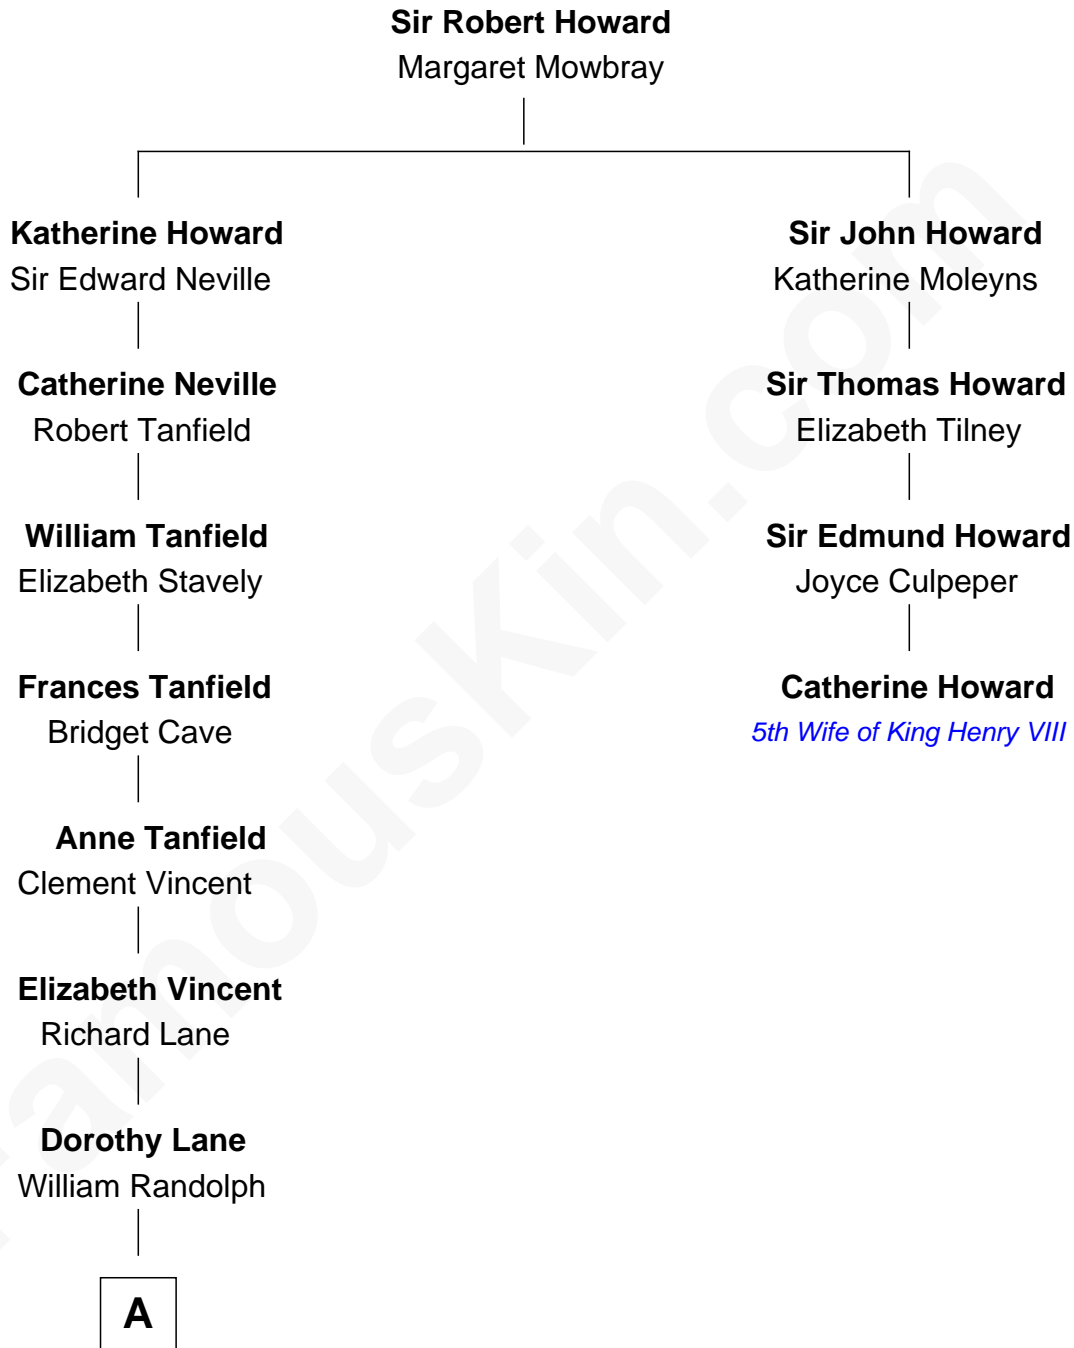 Sir Robert Howard
Margaret Mowbray
Katherine Howard
Sir Edward Neville
Sir John Howard
Katherine Moleyns
Catherine Neville
Robert Tanfield
Sir Thomas Howard
Elizabeth Tilney
William Tanfield
Elizabeth Stavely
Sir Edmund Howard
Joyce Culpeper
Frances Tanfield
Bridget Cave
Catherine Howard
5th Wife of King Henry VIII
Anne Tanfield
Clement Vincent
Elizabeth Vincent
Richard Lane
Dorothy Lane
William Randolph
A
FamousKin.com